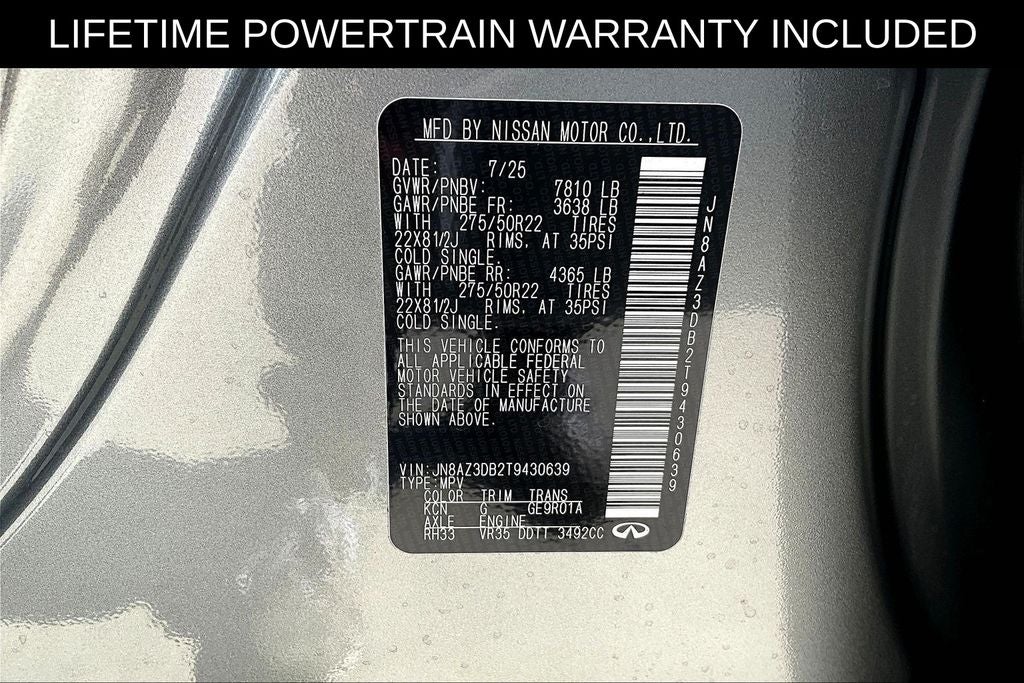 LIFETIME POWERTRAIN WARRANTY INCLUDED
MFD BY NISSAN MOTOR CO.,LTD.
DATE: 7/25
GVWR/PNBV: 7810 LB
GAWR/PNBE FR: 3638 LB
WITH 275/50R22 TIRES
22X81/2J RIMS, AT 35PSI
COLD SINGLE.
GAWR/PNBE RR: 4365 LB
WITH 275/50R22 TIRES
22X81/2J RIMS, AT 35PSI
COLD SINGLE.
THIS VEHICLE CONFORMS TO
ALL APPLICABLE FEDERAL
MOTOR VEHICLE SAFETY
STANDARDS IN EFFECT ON
THE DATE OF MANUFACTURE
SHOWN ABOVE.
VIN:JN8AZ3DB2T9430639
TYPE:MPV
COLOR TRIM TRANS
KCN G GE9R01A
AXLE ENGINE
RH33 VR35 DDTT 3492CC
JN8AZ3DB2T9430639